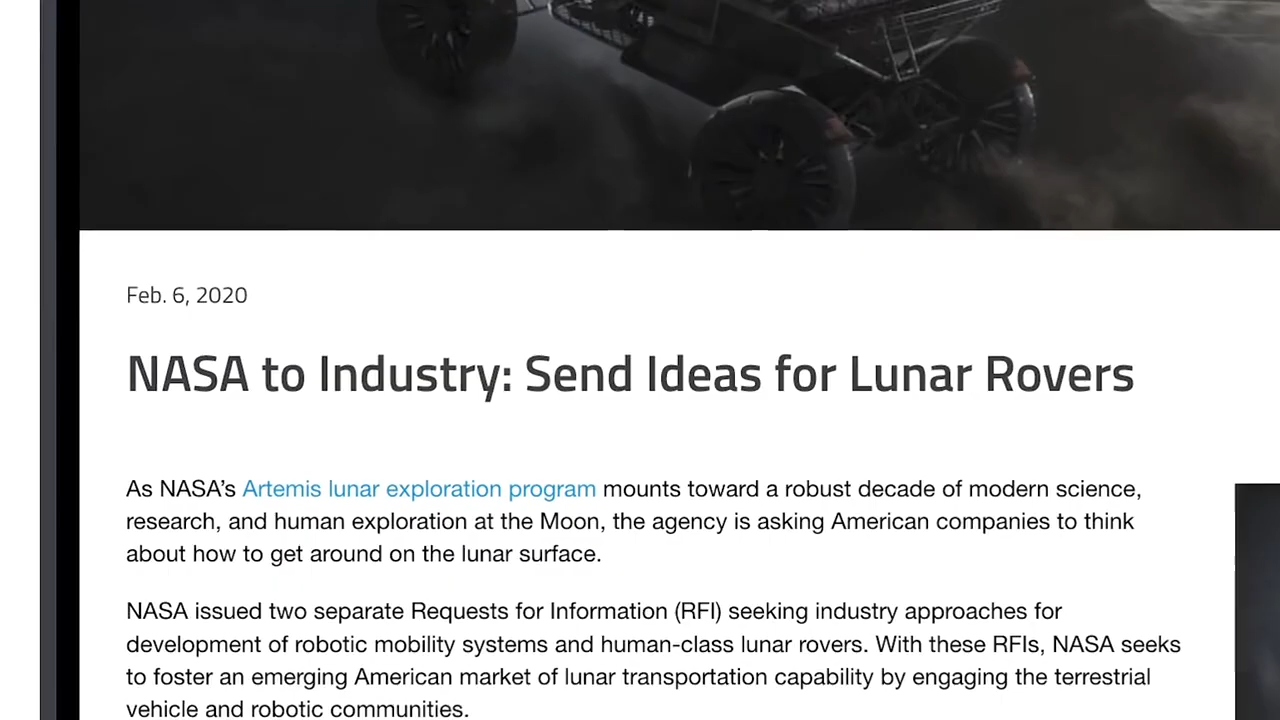 Feb. 6, 2020
NASA to Industry: Send Ideas for Lunar Rovers
As NASA’s Artemis lunar exploration program mounts toward a robust decade of modern science,
research, and human exploration at the Moon, the agency is asking American companies to think
about how to get around on the lunar surface.
NASA issued two separate Requests for Information (RFI) seeking industry approaches for
development of robotic mobility systems and human-class lunar rovers. With these RFIs, NASA seeks
to foster an emerging American market of lunar transportation capability by engaging the terrestrial
vehicle and robotic communities.